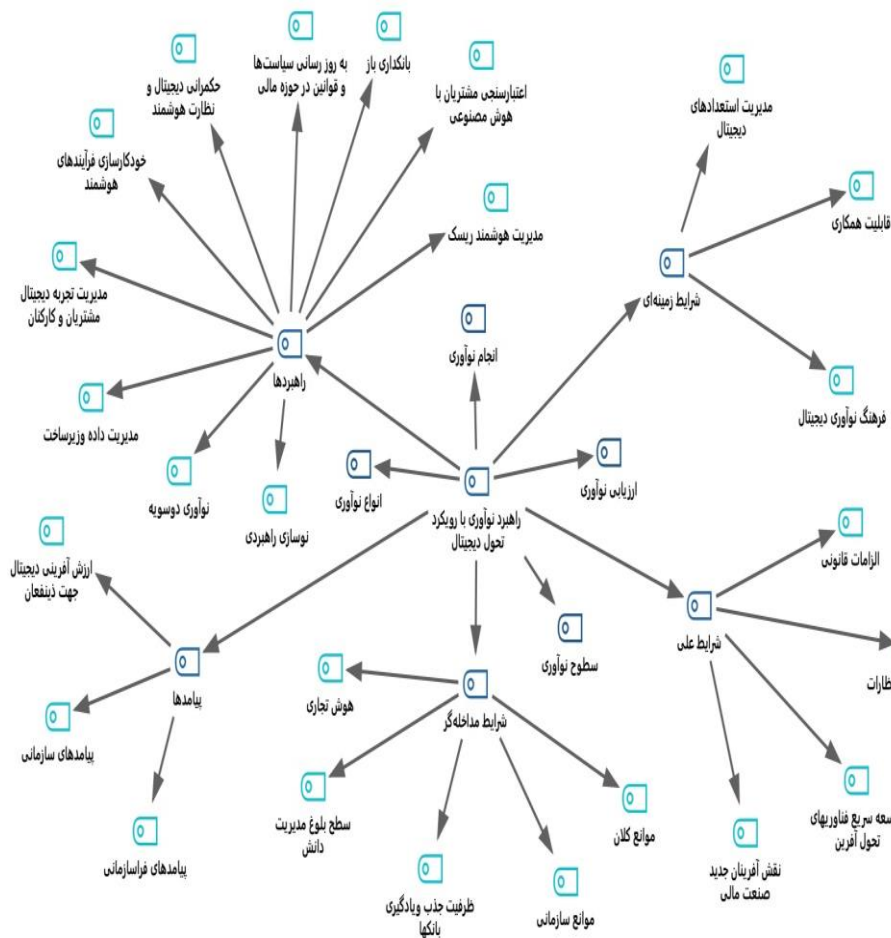 به روز رسانی سیاست‌ها
و قوانین در حوزه مالی
بانکداری باز
حکمرانی دیجیتال و
نظارت هوشمند
اعتبارسنجی مشتریان با
هوش مصنوعی
مدیریت استعدادهای
دیجیتال
خودکارسازی فرآیندهای
هوشمند
قابلیت همکاری
مدیریت هوشمند ریسک
مدیریت تجربه دیجیتال
مشتریان و کارکنان
شرایط زمینه‌ای
انجام نوآوری
راهبردها
فرهنگ نوآوری دیجیتال
مدیریت داده وزیرساخت
ارزیابی نوآوری
انواع نوآوری
نوآوری دوسویه
راهبرد نوآوری با رویکرد
تحول دیجیتال
نوسازی راهبردی
الزامات قانونی
ارزش آفرینی دیجیتال
جهت ذینفعان
شرایط علی
سطوح نوآوری
پیامدها
هوش تجاری
شرایط مداخله‌گر
پیامدهای سازمانی
سریع فناوریهای
تحول آفرین
سطح بلوغ مدیریت
دانش
موانع کلان
پیامدهای فراسازمانی
نقش آفرینان جدید
صنعت مالی
ظرفیت جذب ویادگیری
بانکها
موانع سازمانی